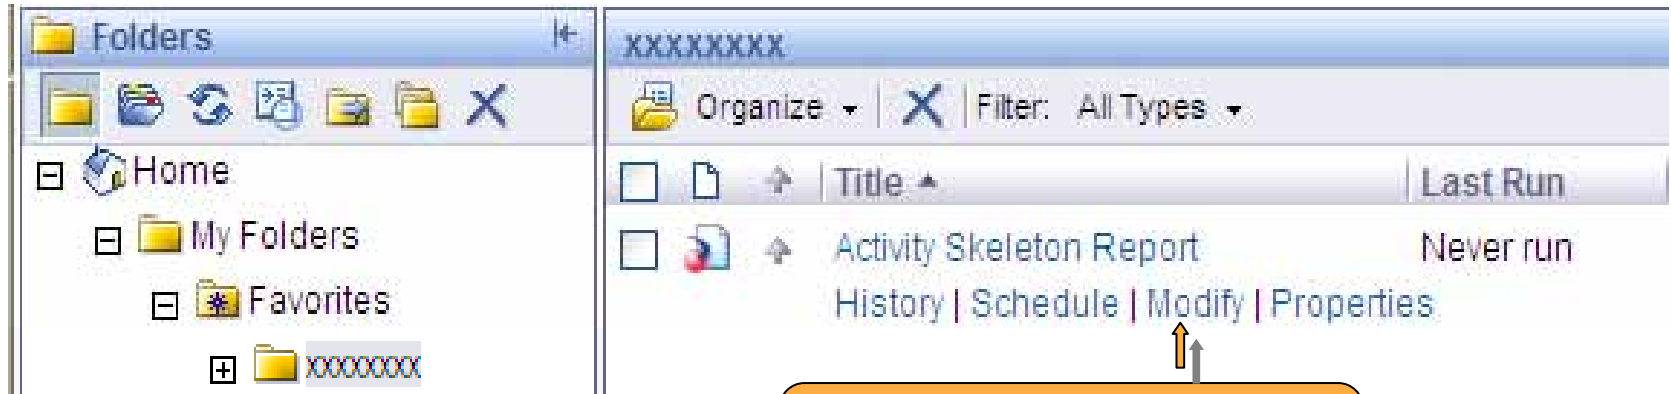 Folders
Home
My Folders
Favorites
xxxxxxxx
xxxxxxxx
Organize
Filter: All Types
Title
Last Run
Activity Skeleton Report
Never run
History | Schedule | Modify | Properties